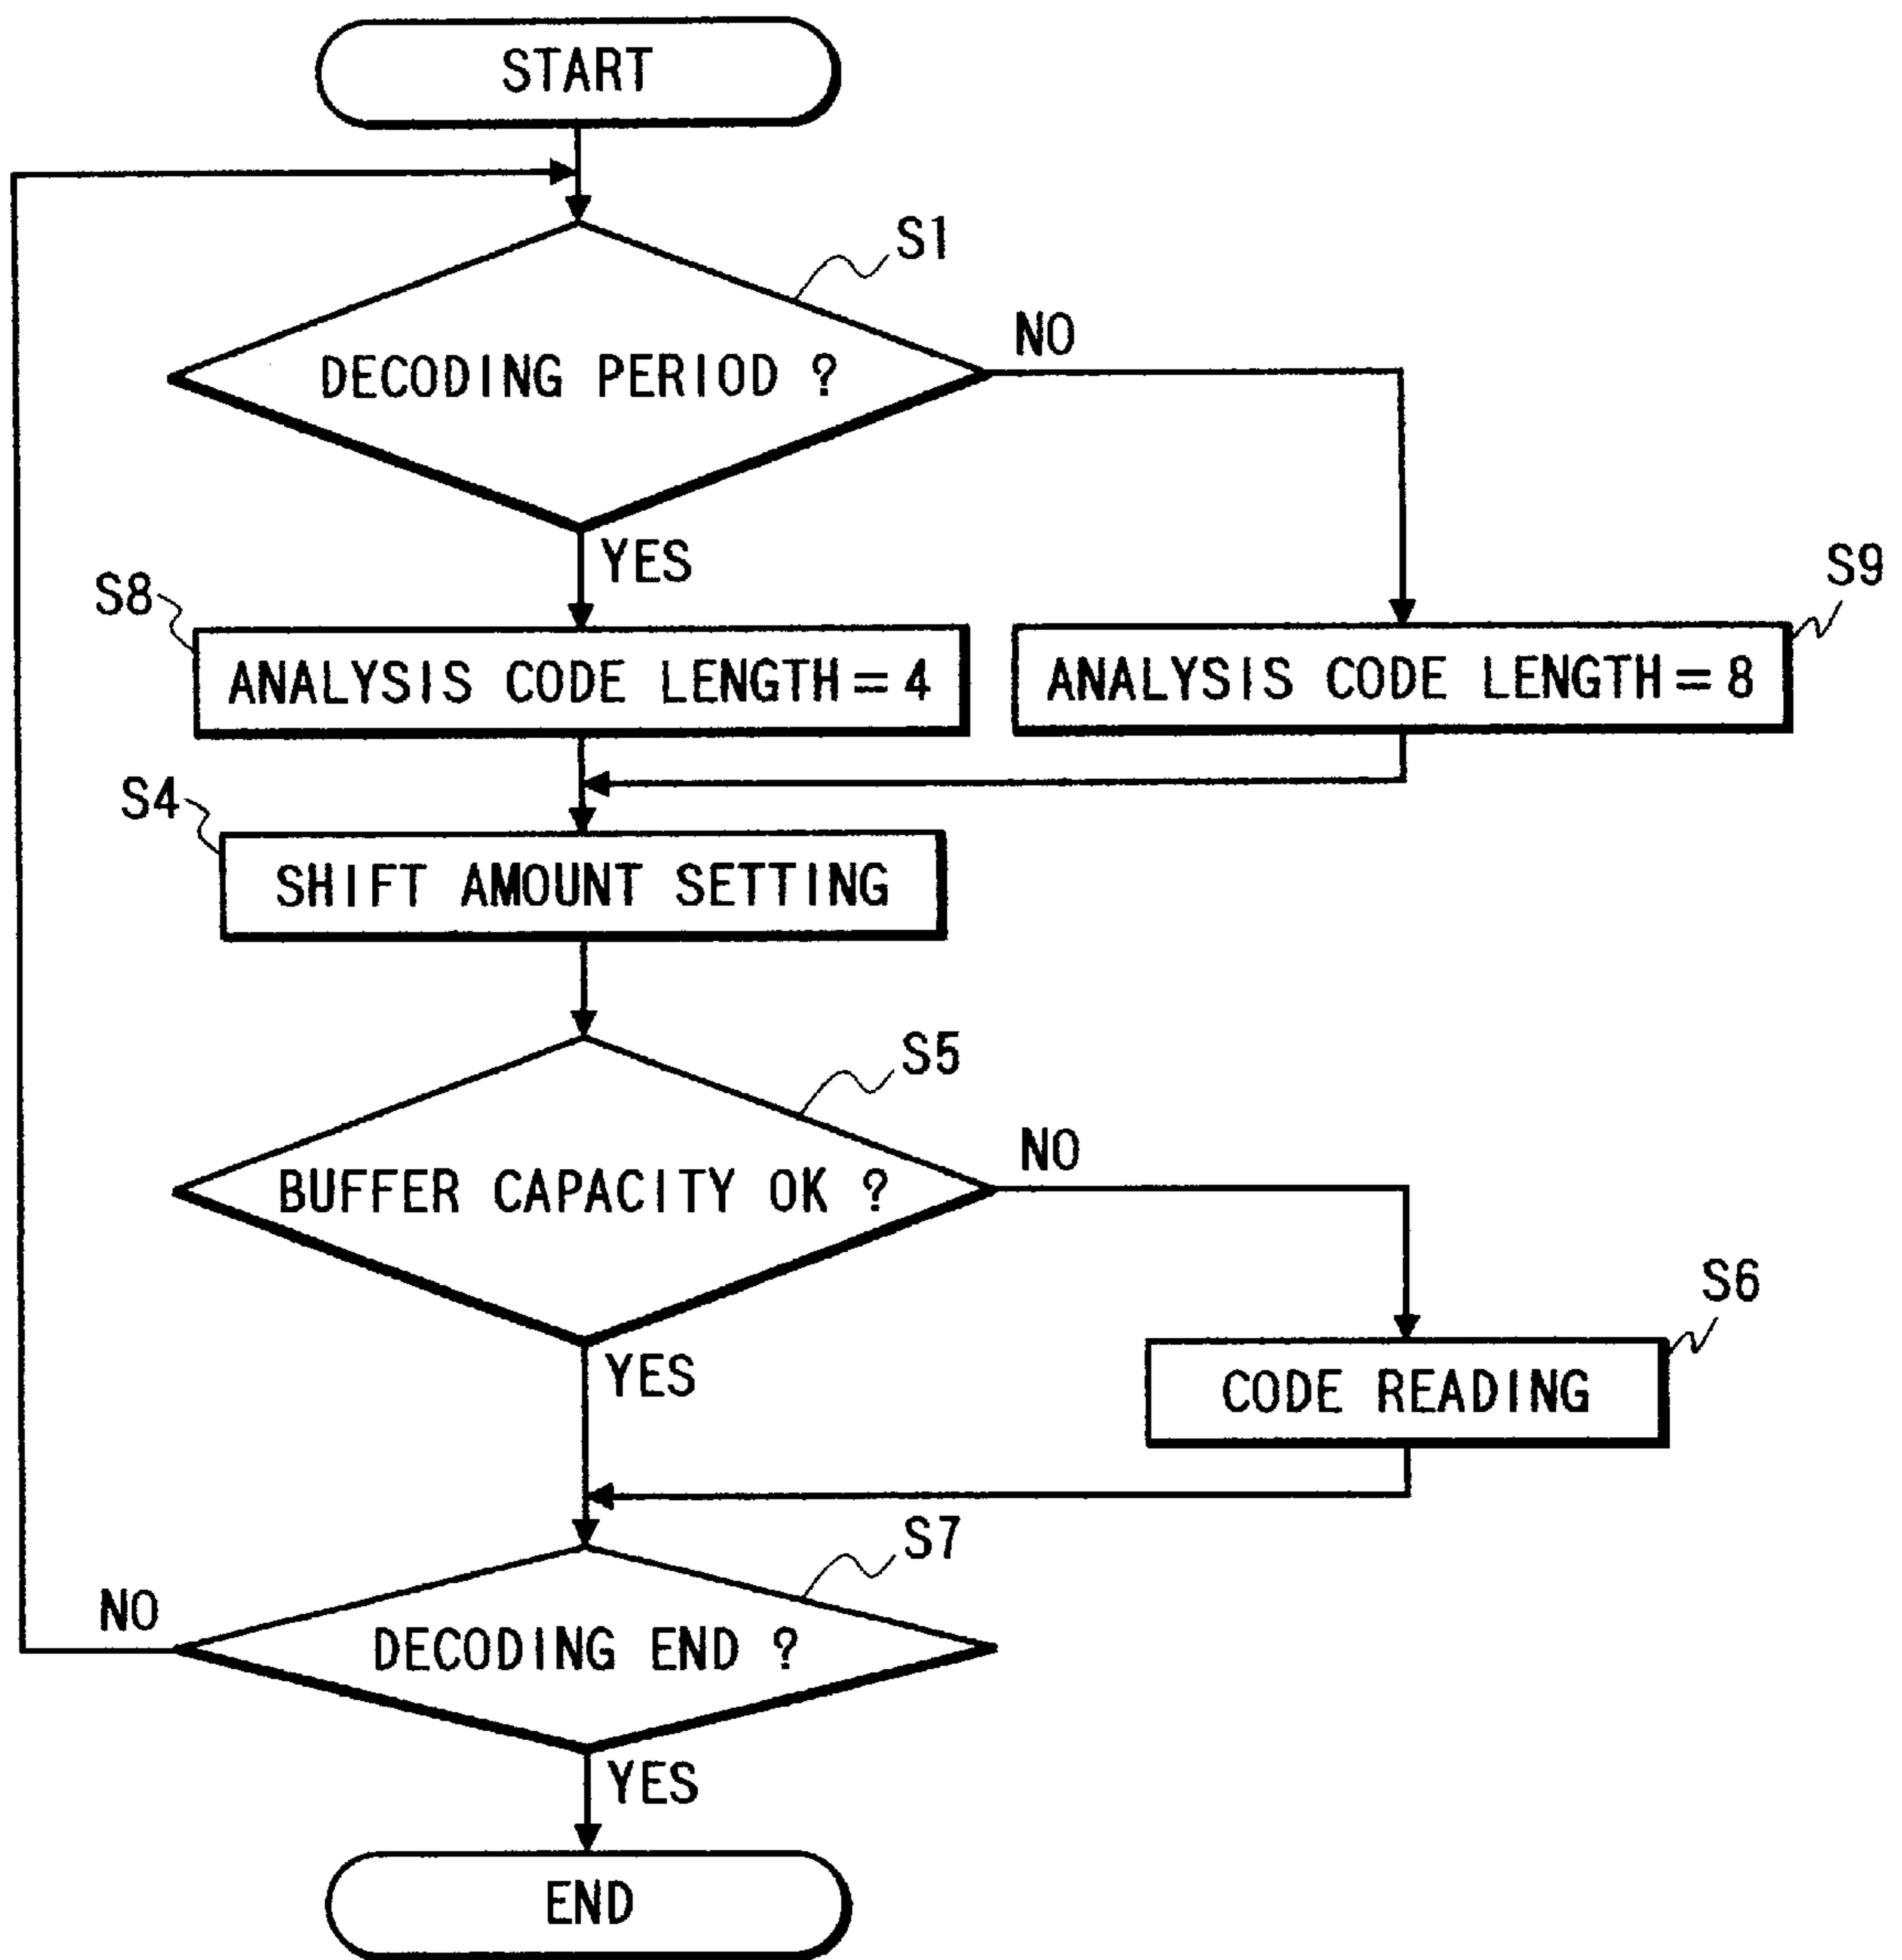 START
S1
DECODING PERIOD ?
NO
YES
S8
S9
ANALYSIS CODE LENGTH=4
ANALYSIS CODE LENGTH=8
S4
SHIFT AMOUNT SETTING
S5
BUFFER CAPACITY OK ?
NO
YES
S6
CODE READING
S7
NO
DECODING END ?
YES
END